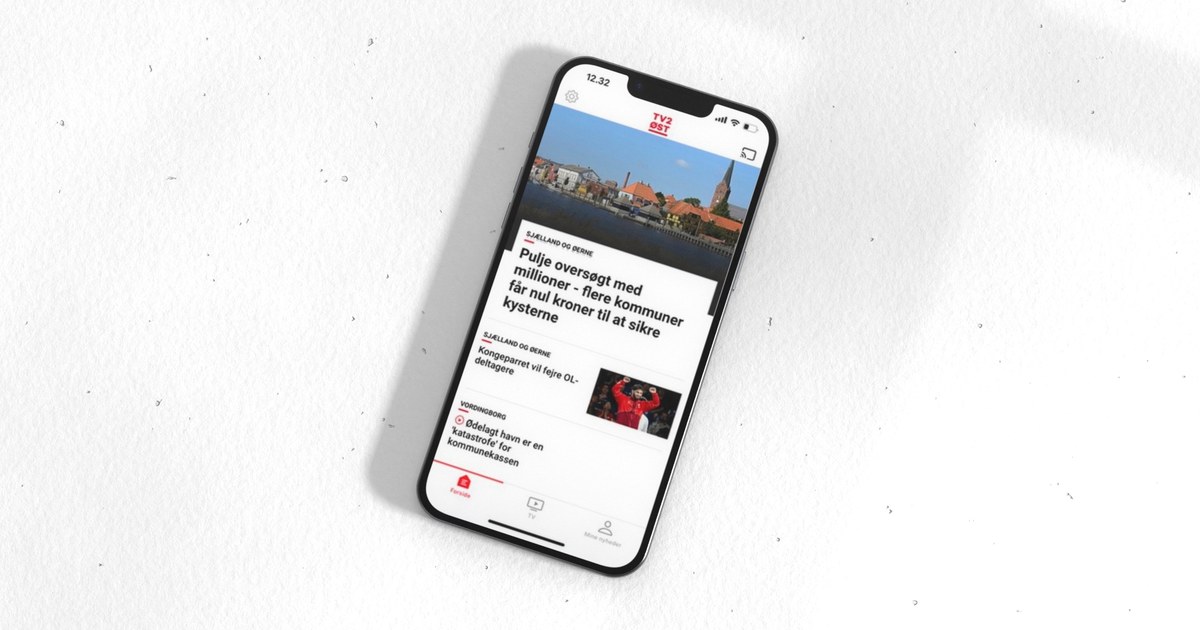 12.32
TV2
ØST
SJÆLLAND OG ØERNE
Pulje oversøgt med
millioner - flere kommuner
får nul kroner til at sikre
kysterne
SJÆLLAND OG ØERNE
Kongeparret vil fejre OL-
deltagere
VORDINGBORG
Ødelagt havn er en
'katastrofe' for
kommunekassen
Forside
TV
Mine nyheder